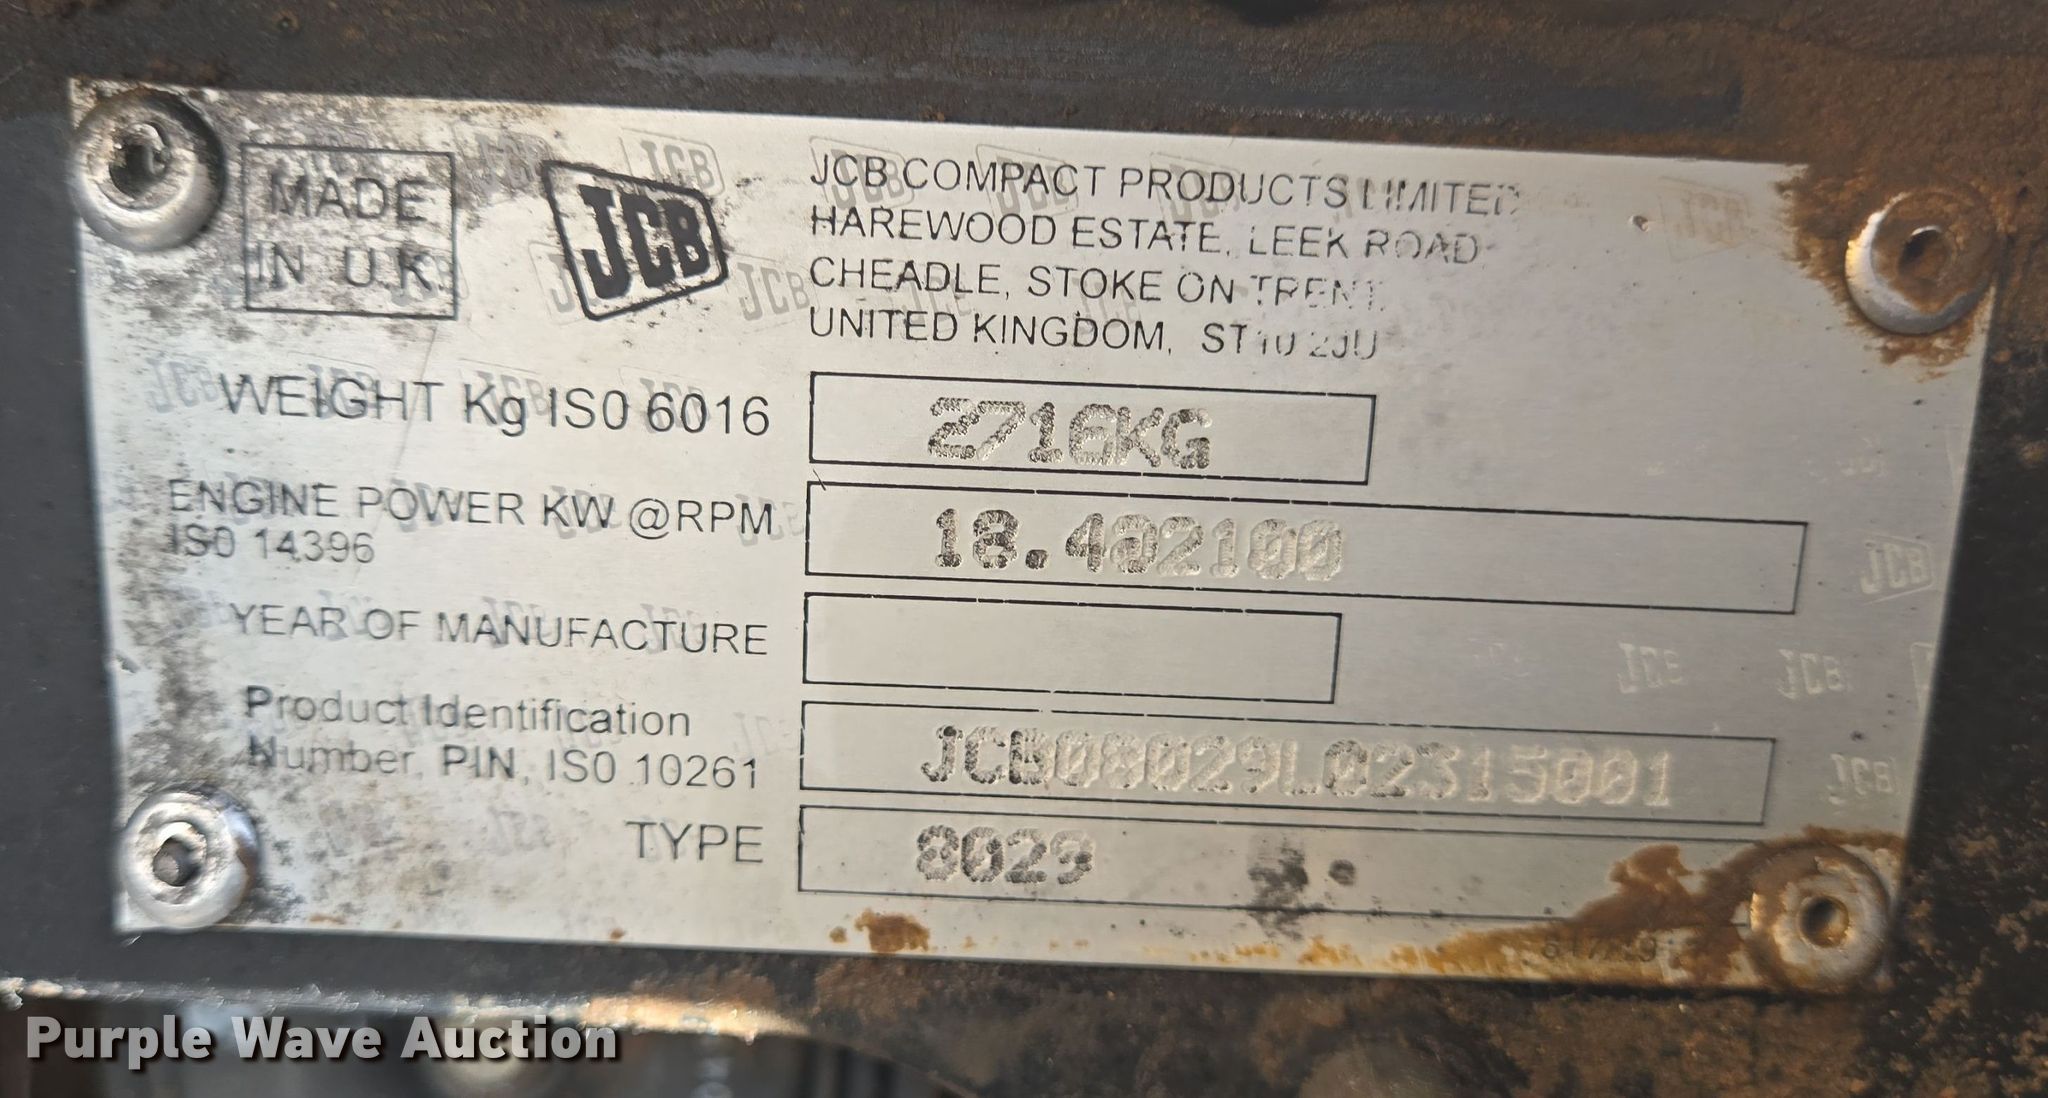 MADE
IN U.K.
JCB
JCB COMPACT PRODUCTS LIMITED
HAREWOOD ESTATE, LEEK ROAD
CHEADLE, STOKE ON TRENT,
UNITED KINGDOM, ST10 2JU
WEIGHT Kg ISO 6016
2716KG
ENGINE POWER KW @RPM
ISO 14396
18.4@2100
YEAR OF MANUFACTURE
Product Identification
Number, PIN, ISO 10261
JCB08029L02315001
TYPE
8029
Purple Wave Auction